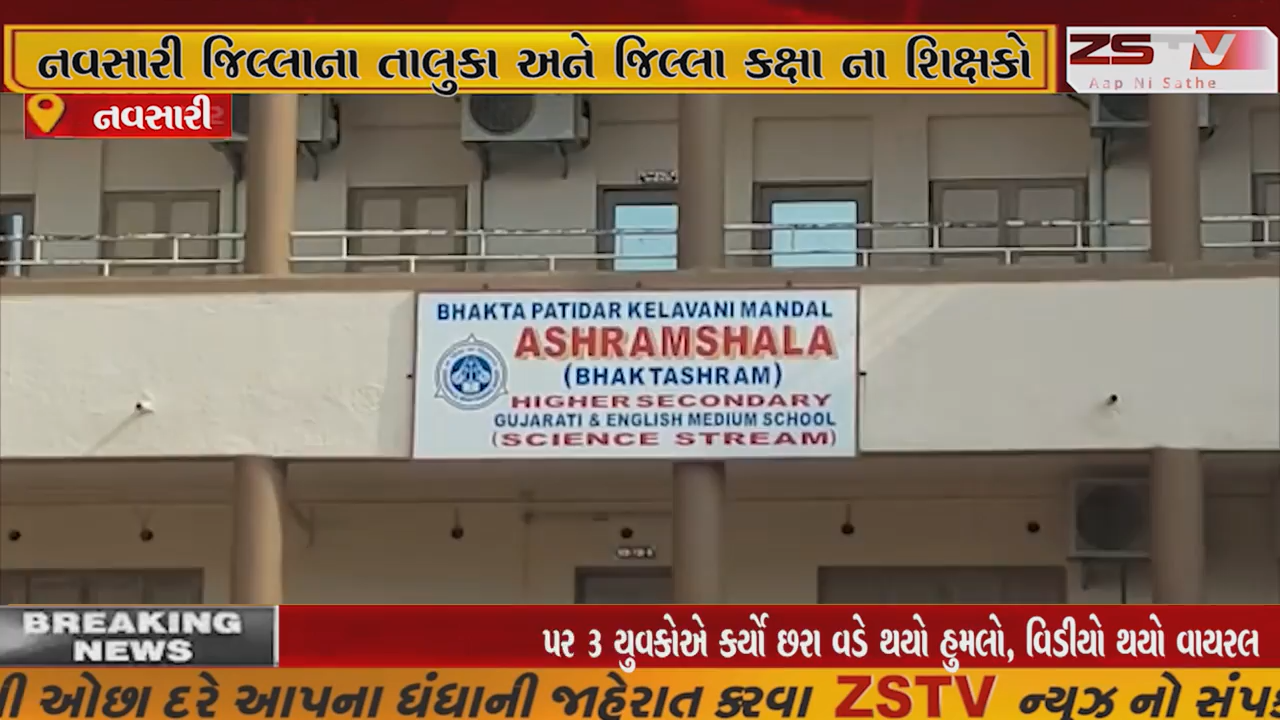 નવસારી જિલ્લાના તાલુકા અને જિલ્લા કક્ષા ના શિક્ષકો
ZSTV
Aap Ni Sathe
નવસારી
BHAKTA PATIDAR KELAVANI MANDAL
ASHRAMSHALA
(BHAKTASHRAM)
HIGHER SECONDARY
GUJARATI & ENGLISH MEDIUM SCHOOL
(SCIENCE STREAM)
BREAKING
NEWS
પર ૩ યુવકોએ કર્યો છરા વડે થયો હુમલો, વિડીયો થયો વાયરલ
ઓછા દરે આપના ધંધાની જાહેરાત કરવા ZSTV ન્યૂઝ નો